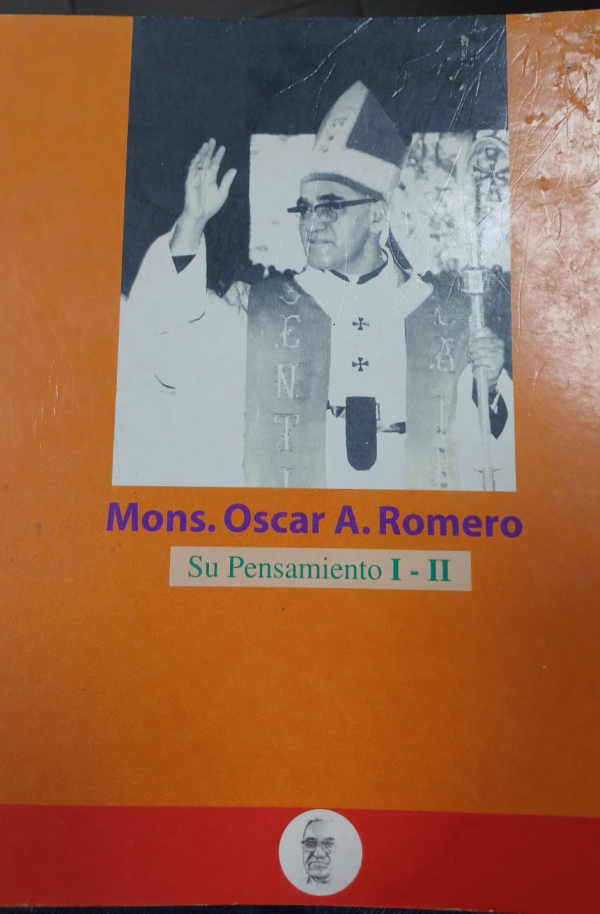 Mons. Oscar A. Romero
Su Pensamiento I - II